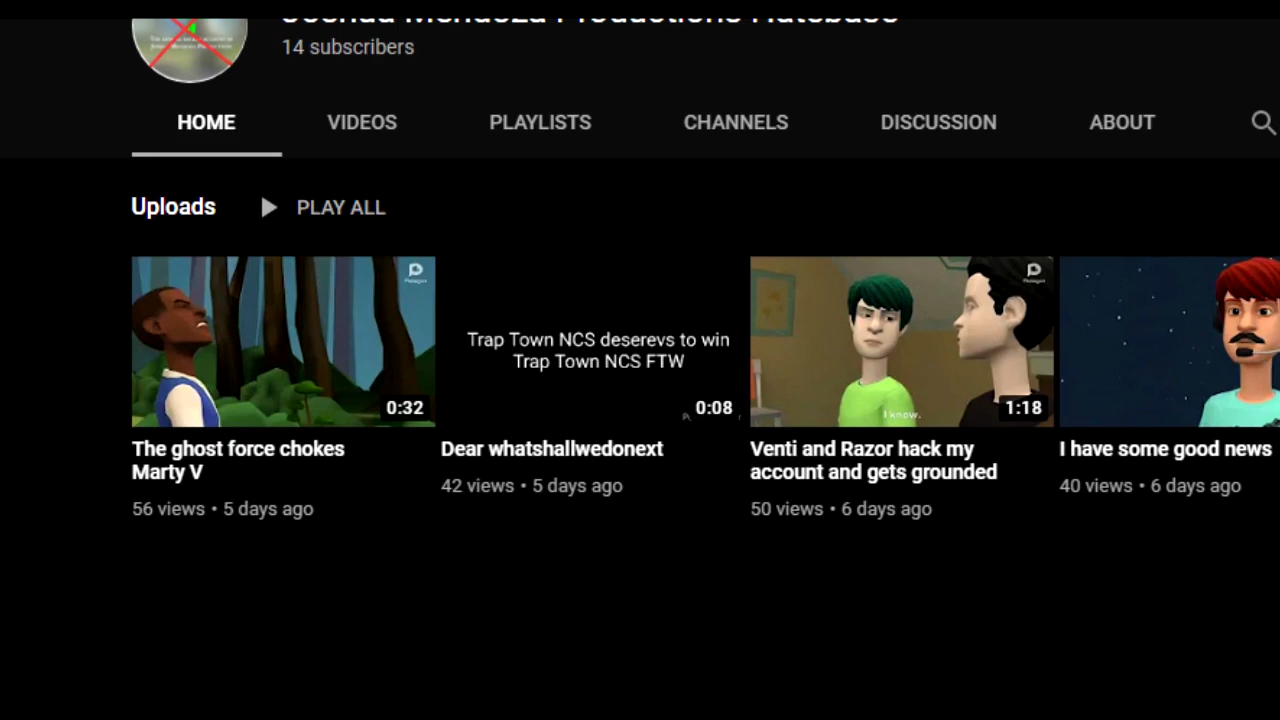 Joshua Mendoza Productions Hatebase
14 subscribers
HOME VIDEOS PLAYLISTS CHANNELS DISCUSSION ABOUT
Uploads PLAY ALL
Plotagon
Plotagon
Trap Town NCS deserevs to win
Trap Town NCS FTW
I know.
0:32
0:08
1:18
The ghost force chokes
Marty V
56 views • 5 days ago
Dear whatshallwedonext
42 views • 5 days ago
Venti and Razor hack my
account and gets grounded
50 views • 6 days ago
I have some good news
40 views • 6 days ago